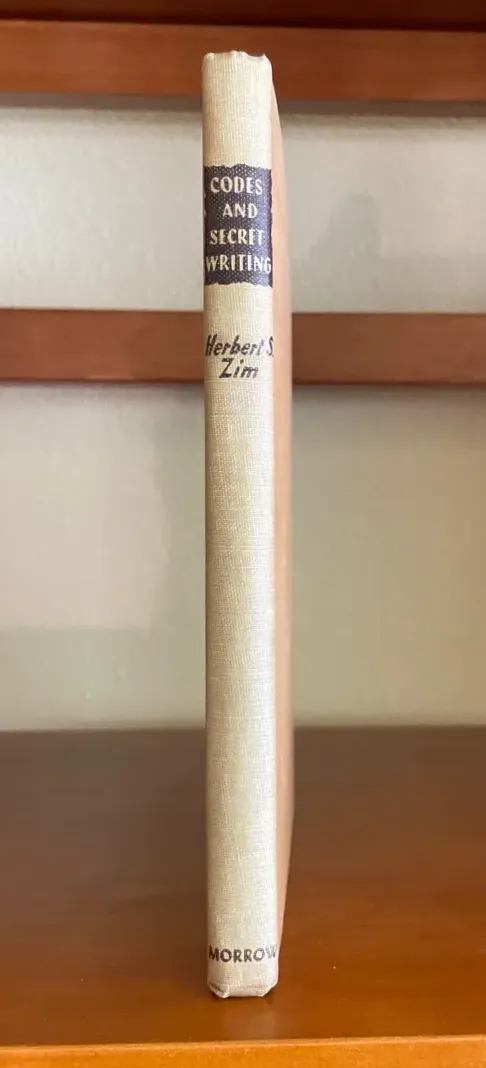 CODES
AND
SECRET
WRITING
Herbert S.
Zim
MORROW